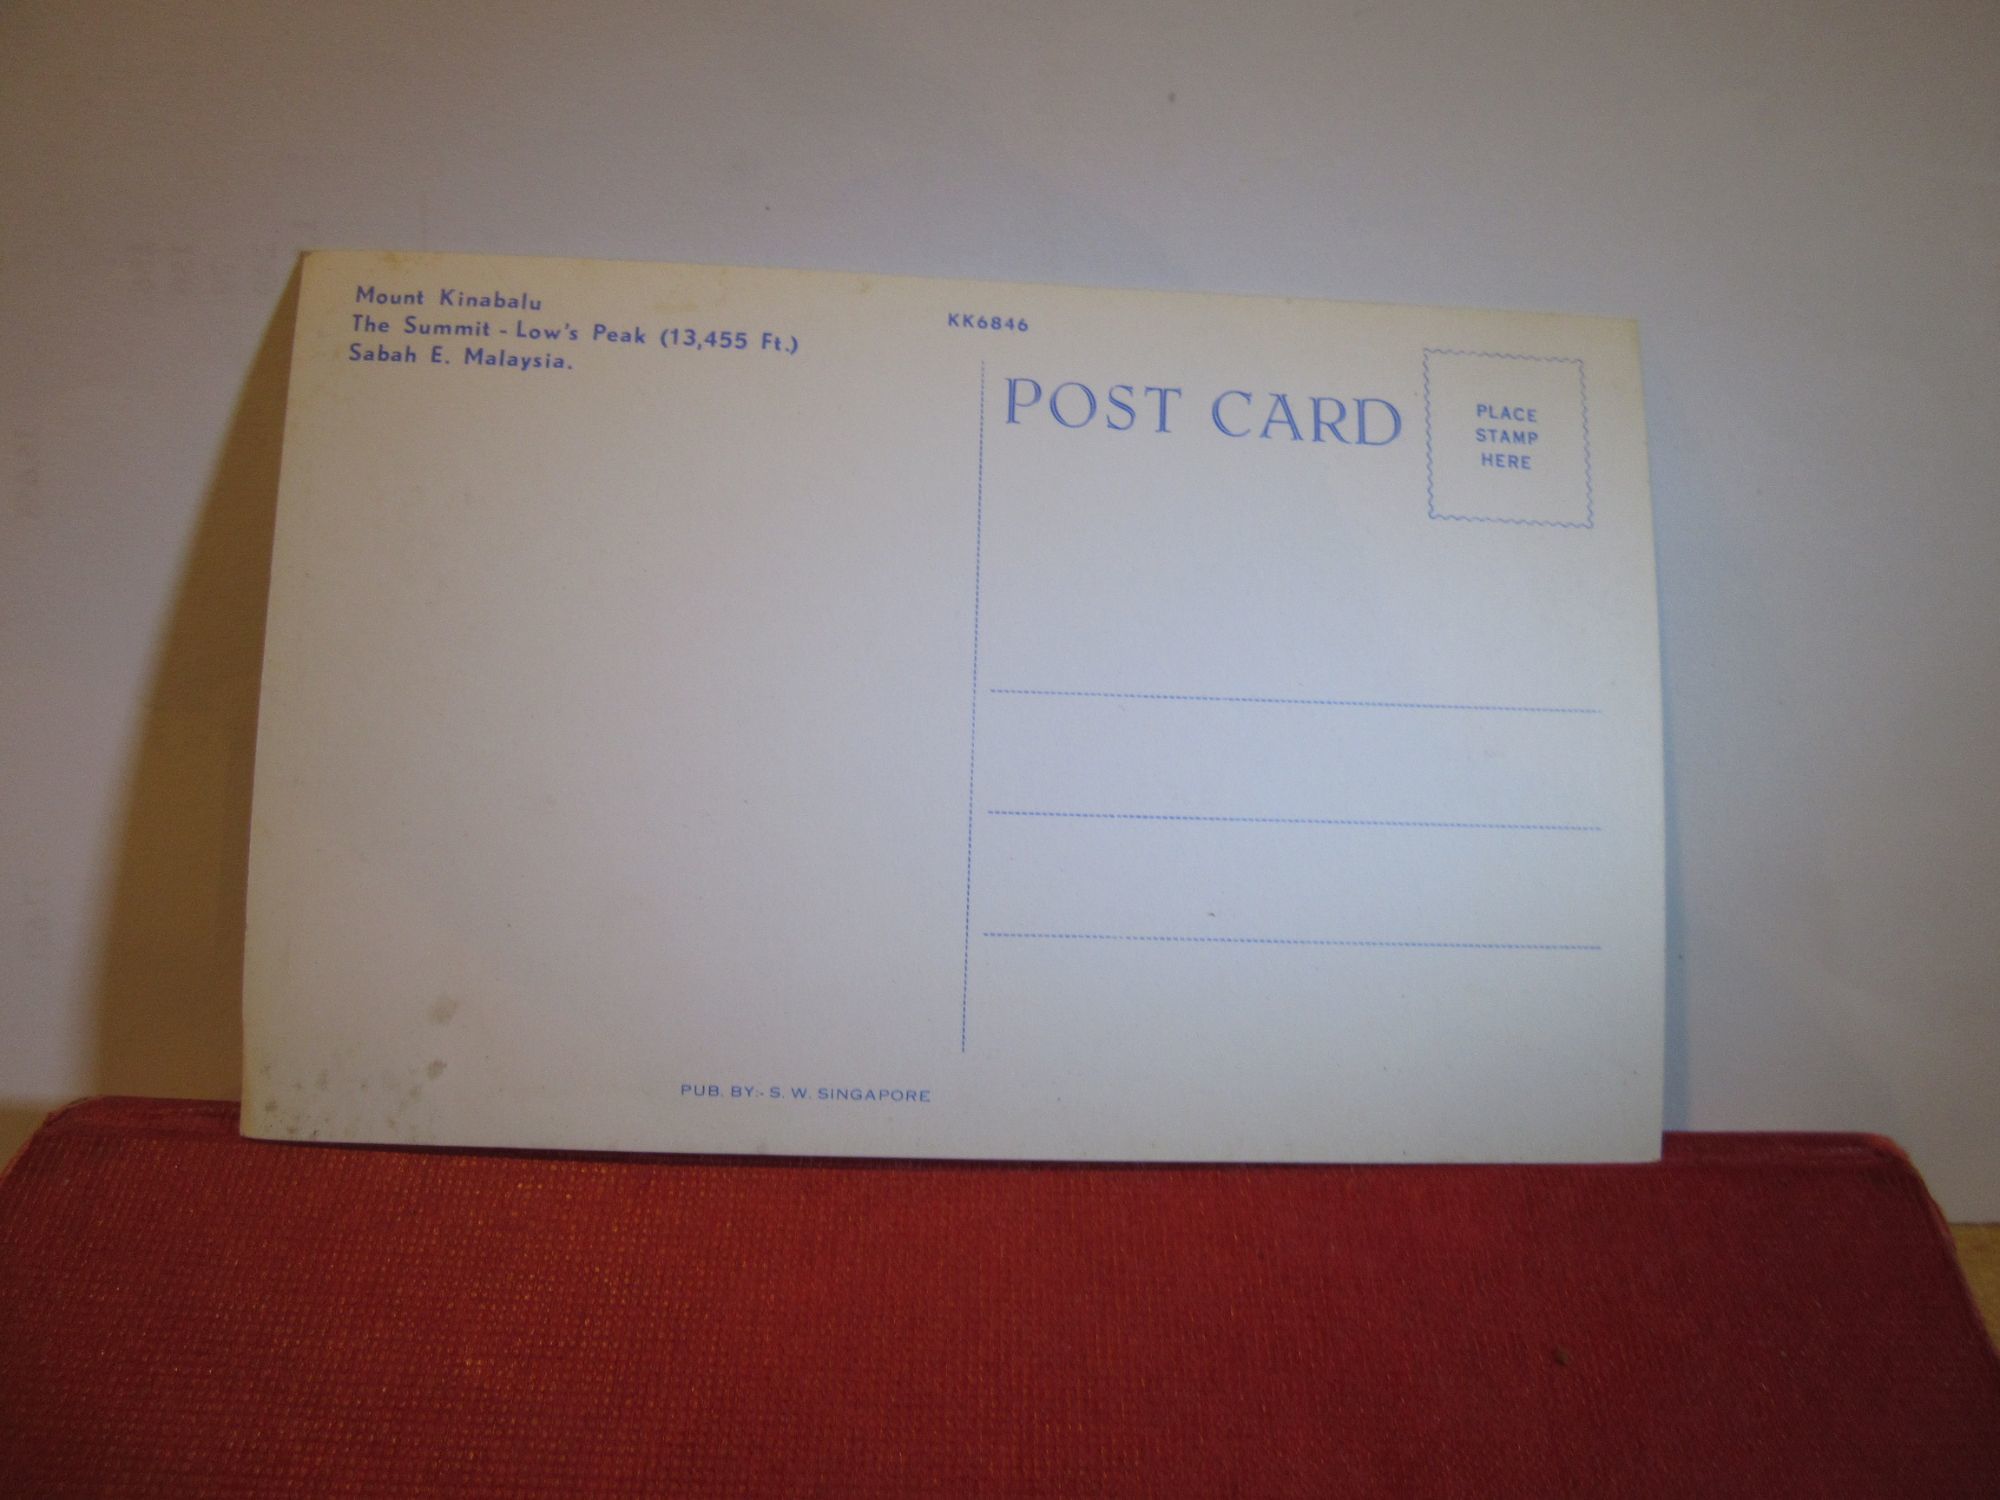 Mount Kinabalu
The Summit - Low's Peak (13,455 Ft.)
Sabah E. Malaysia.
KK6846
POST CARD
PLACE
STAMP
HERE
PUB. BY:- S. W. SINGAPORE